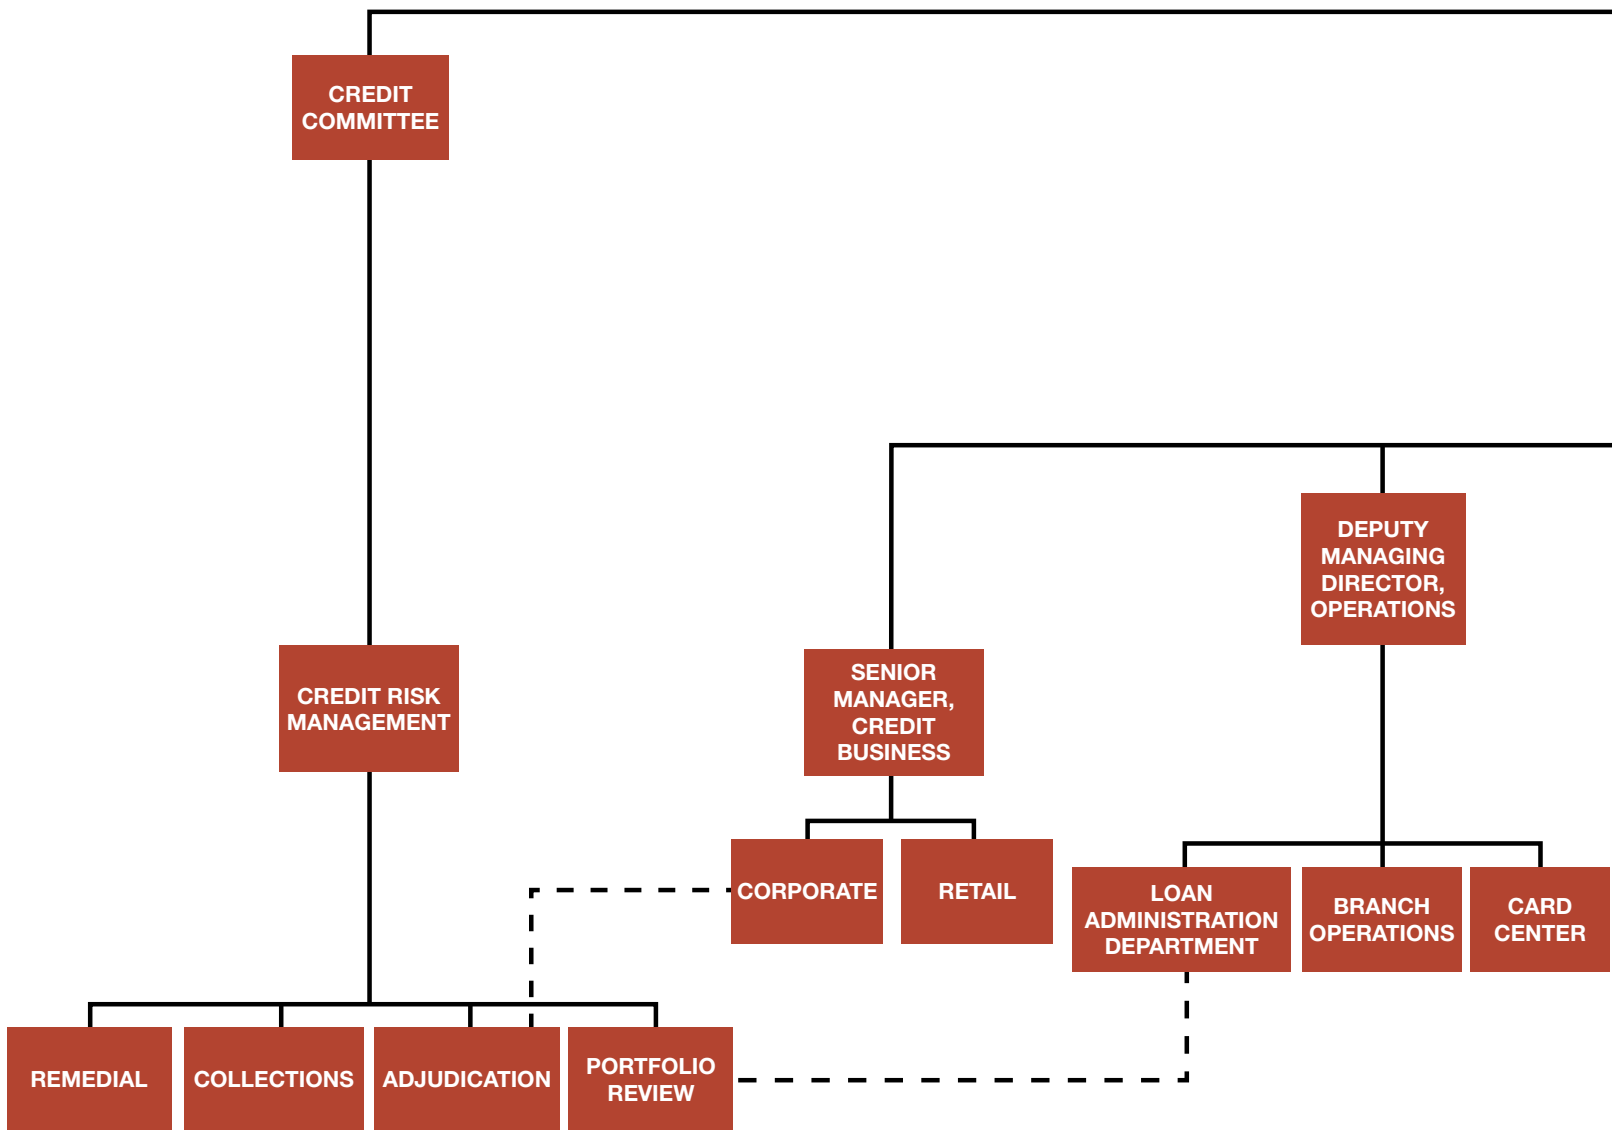 CREDIT
COMMITTEE
DEPUTY
MANAGING
DIRECTOR,
OPERATIONS
CREDIT RISK
MANAGEMENT
SENIOR
MANAGER,
CREDIT
BUSINESS
CORPORATE
RETAIL
LOAN
ADMINISTRATION
DEPARTMENT
BRANCH
OPERATIONS
CARD
CENTER
REMEDIAL
COLLECTIONS
ADJUDICATION
PORTFOLIO
REVIEW